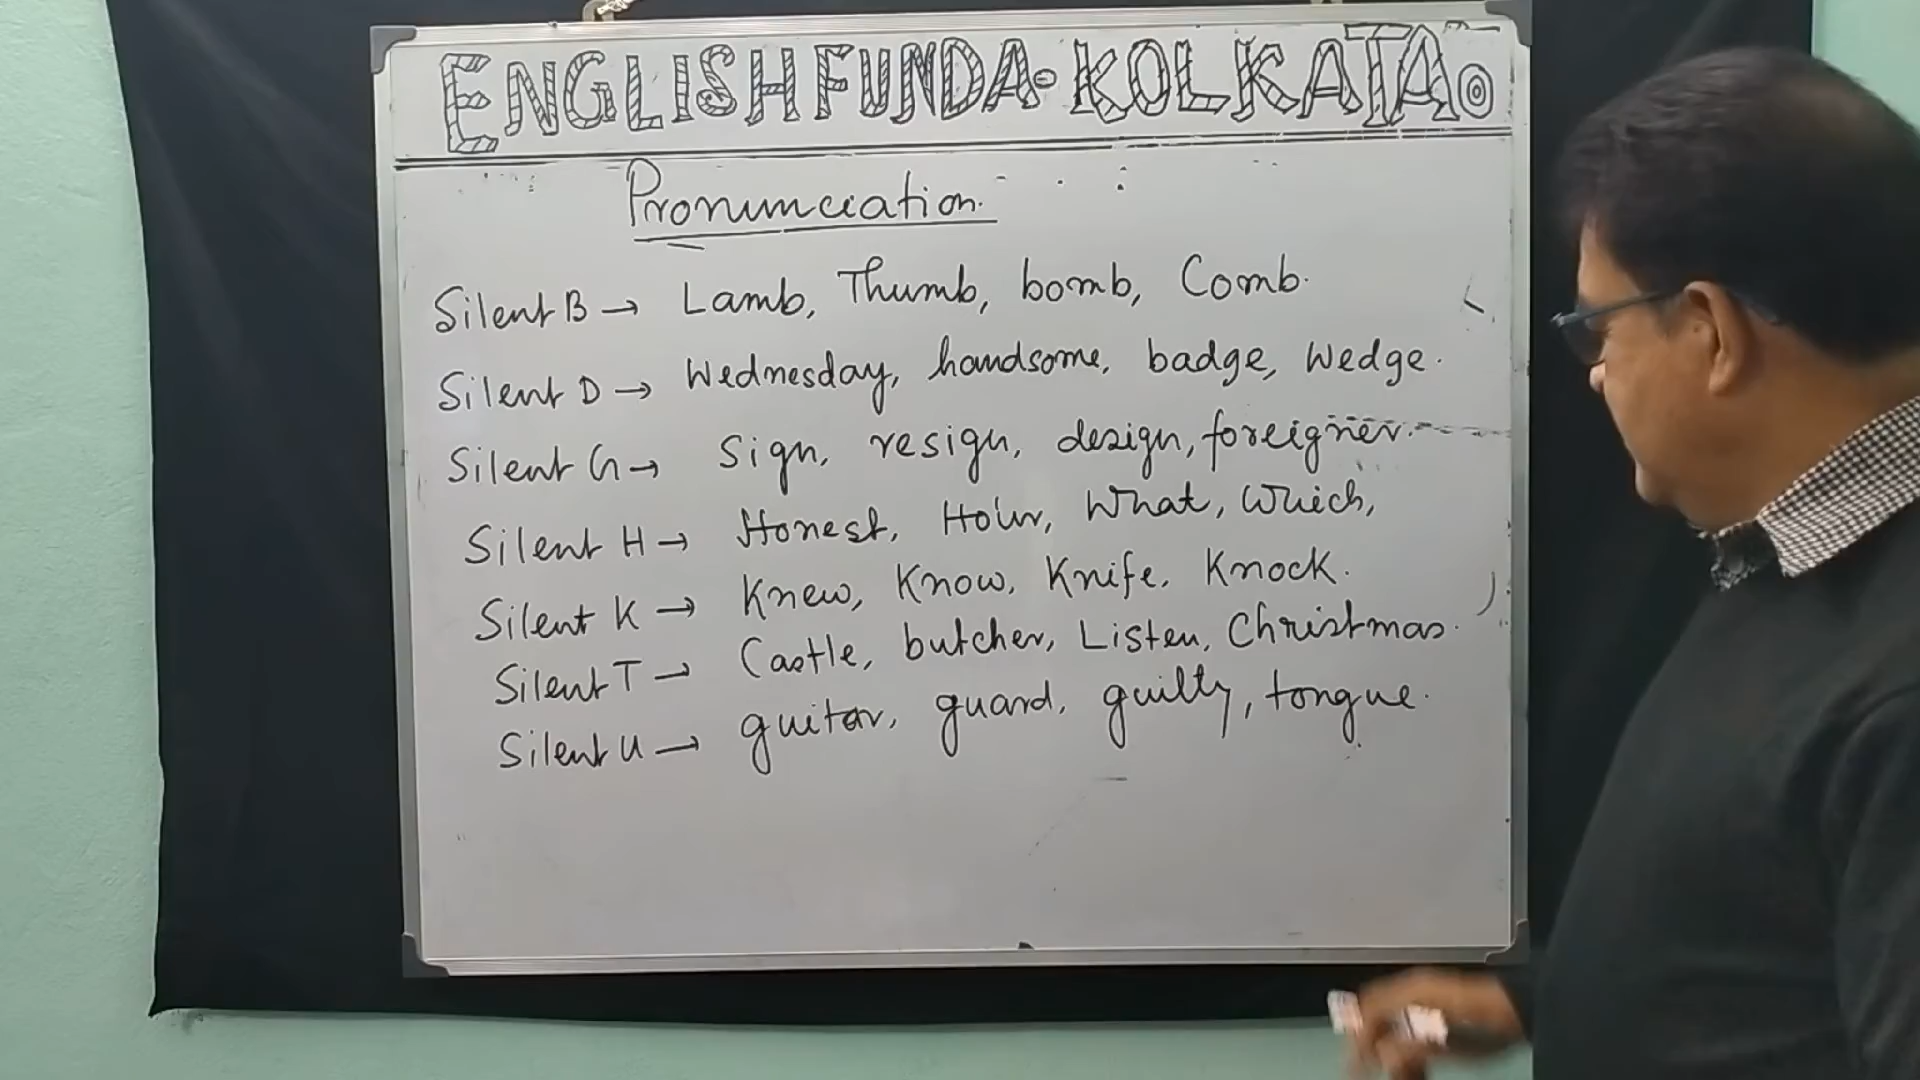 ENGLISH FUNDA-KOLKATA
Pronunciation.
Silent B → Lamb, Thumb, bomb, Comb.
Silent D → Wednesday, handsome, badge, Wedge.
Silent G → Sign, resign, design, foreigner.
Silent H → Honest, Hour, What, Which,
Silent K → Knew, Know, Knife, Knock.
Silent T → Castle, butcher, Listen, Christmas.
Silent U → guitar, guard, guilty, tongue.